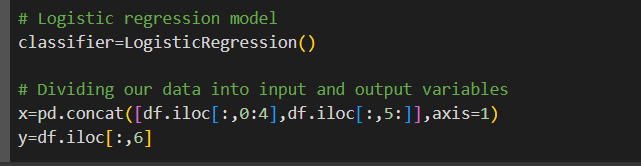 # Logistic regression model
classifier=LogisticRegression()
# Dividing our data into input and output variables
x=pd.concat([df.iloc[:,0:4],df.iloc[:,5:]],axis=1)
y=df.iloc[:,6]